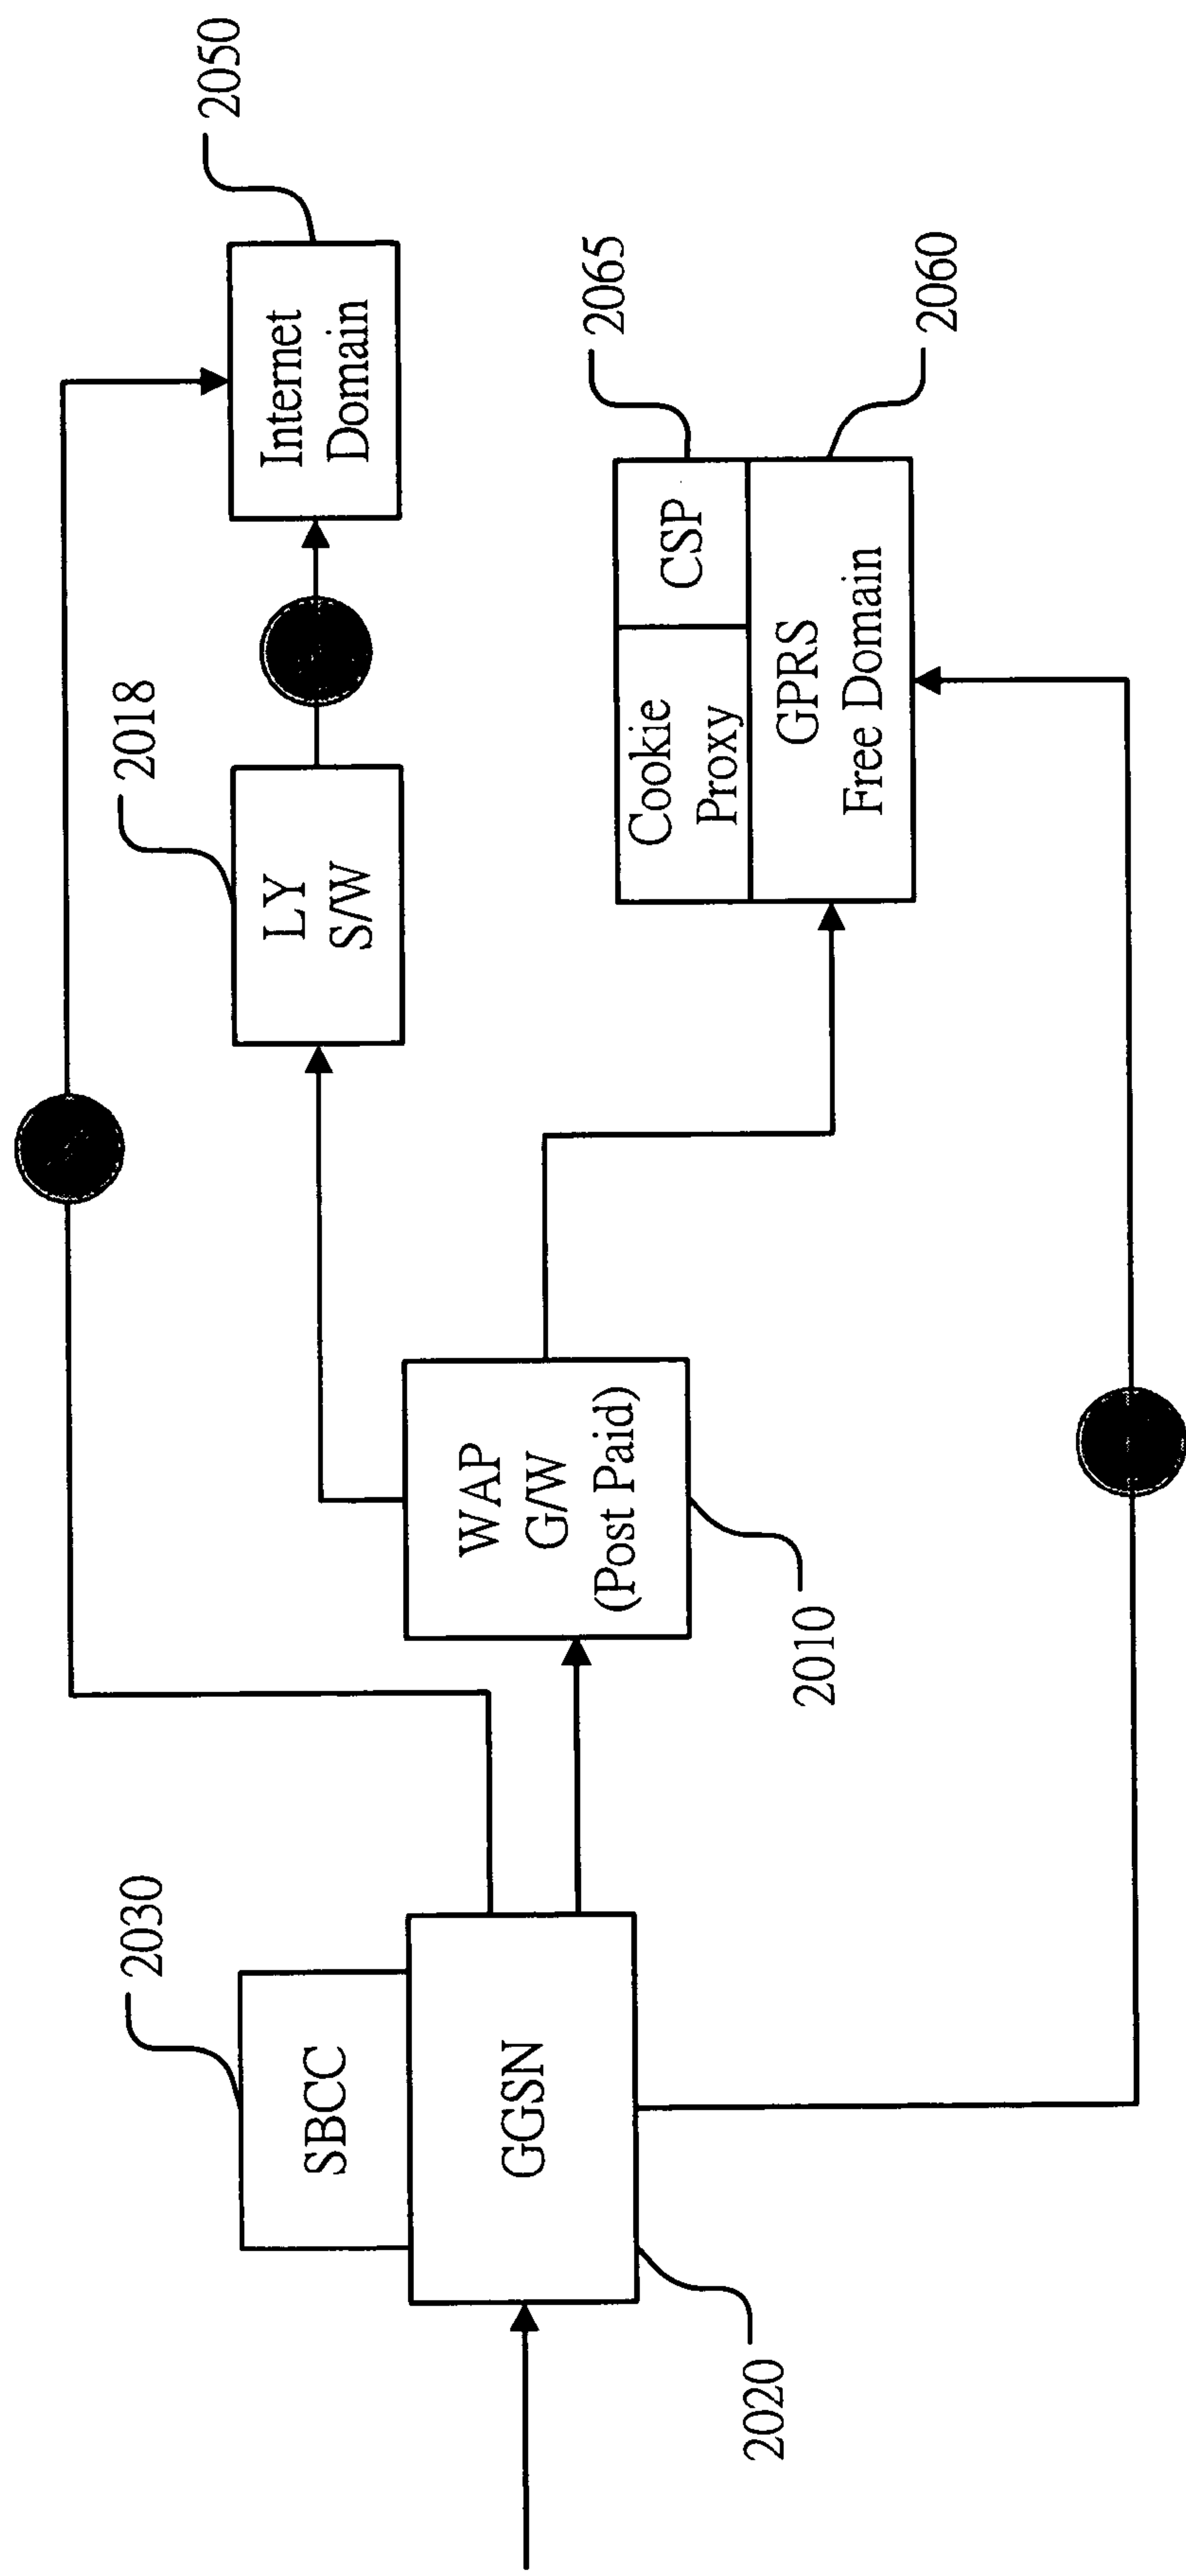 2030
SBCC
GGSN
2020
WAP
G/W
(Post Paid)
2010
2018
LY
S/W
Internet
Domain
2050
Cookie
Proxy
CSP
2065
GPRS
Free Domain
2060